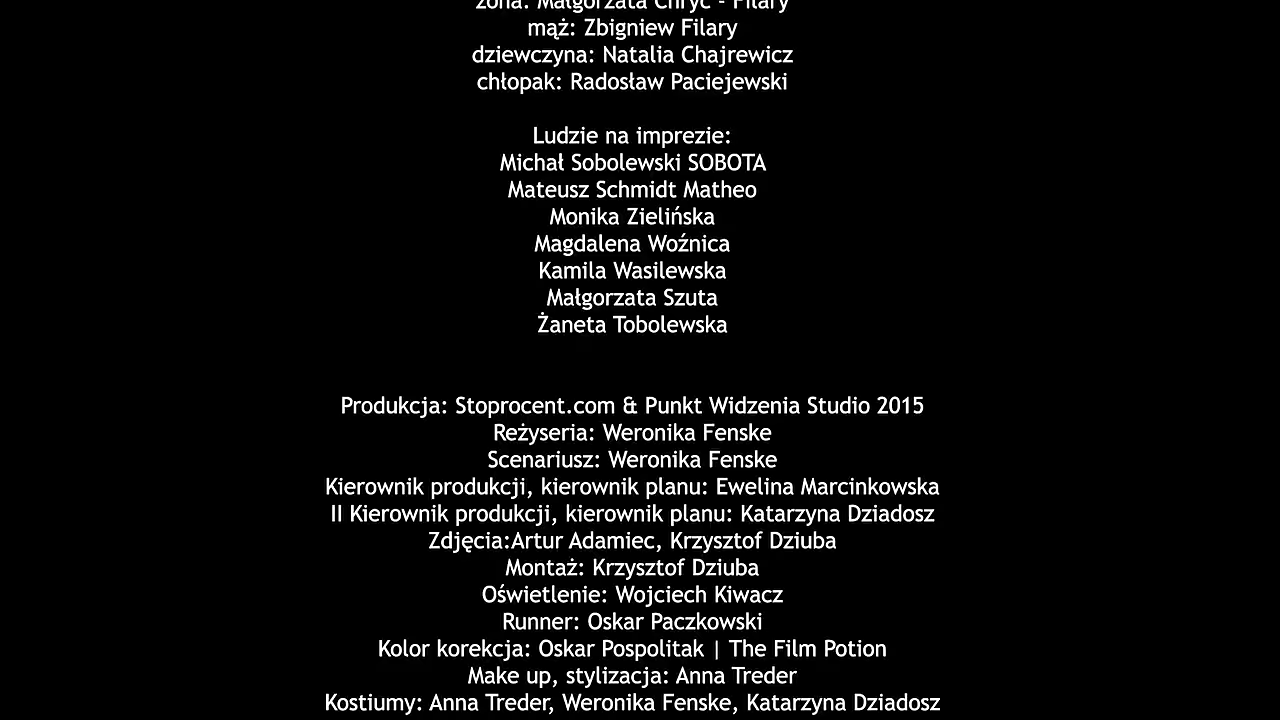 żona: Małgorzata Chryc - Filary
mąż: Zbigniew Filary
dziewczyna: Natalia Chajrewicz
chłopak: Radosław Paciejewski
Ludzie na imprezie:
Michał Sobolewski SOBOTA
Mateusz Schmidt Matheo
Monika Zielińska
Magdalena Woźnica
Kamila Wasilewska
Małgorzata Szuta
Żaneta Tobolewska
Produkcja: Stoprocent.com & Punkt Widzenia Studio 2015
Reżyseria: Weronika Fenske
Scenariusz: Weronika Fenske
Kierownik produkcji, kierownik planu: Ewelina Marcinkowska
II Kierownik produkcji, kierownik planu: Katarzyna Dziadosz
Zdjęcia:Artur Adamiec, Krzysztof Dziuba
Montaż: Krzysztof Dziuba
Oświetlenie: Wojciech Kiwacz
Runner: Oskar Paczkowski
Kolor korekcja: Oskar Pospolitak | The Film Potion
Make up, stylizacja: Anna Treder
Kostiumy: Anna Treder, Weronika Fenske, Katarzyna Dziadosz